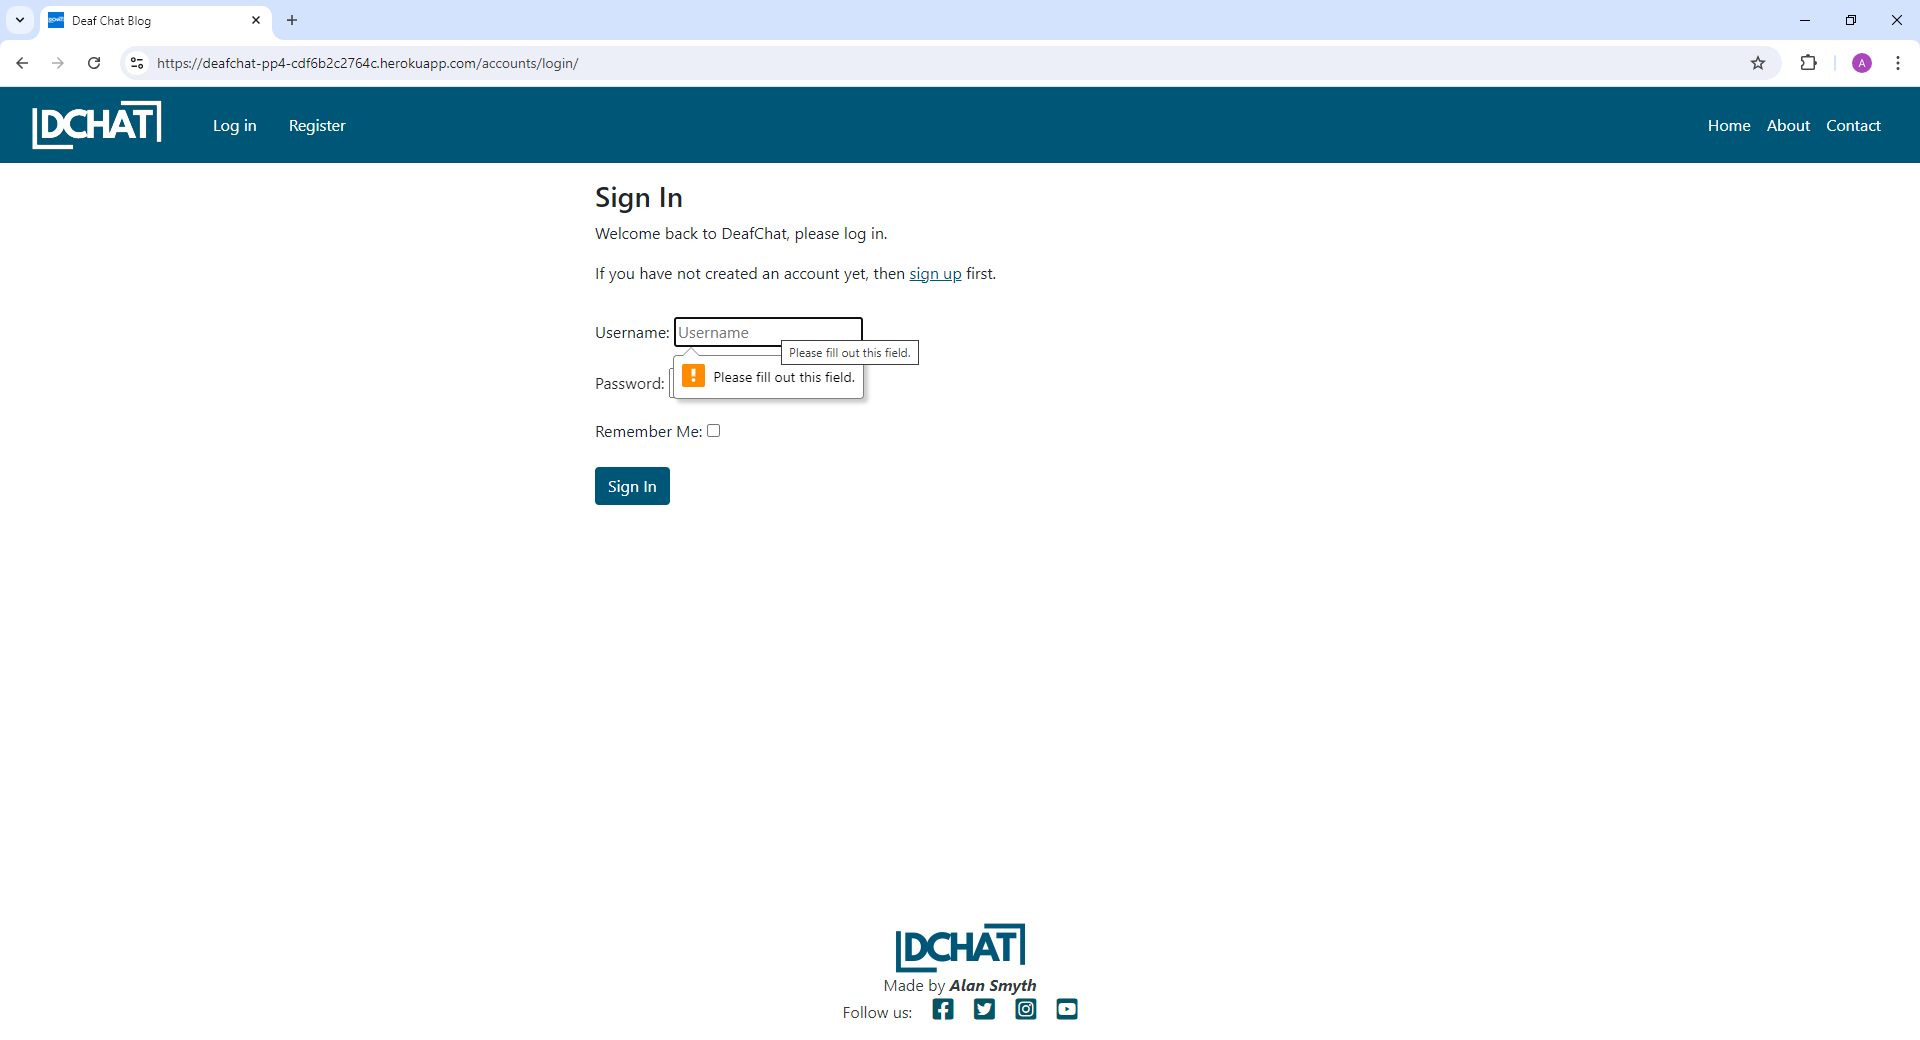 Deaf Chat Blog
https://deafchat-pp4-cdf6b2c2764c.herokuapp.com/accounts/login/
A
DCHAT
Log in
Register
Home
About
Contact
Sign In
Welcome back to DeafChat, please log in.
If you have not created an account yet, then sign up first.
Username: Username
Please fill out this field.
Please fill out this field.
Password:
Remember Me:
Sign In
DCHAT
Made by Alan Smyth
Follow us: